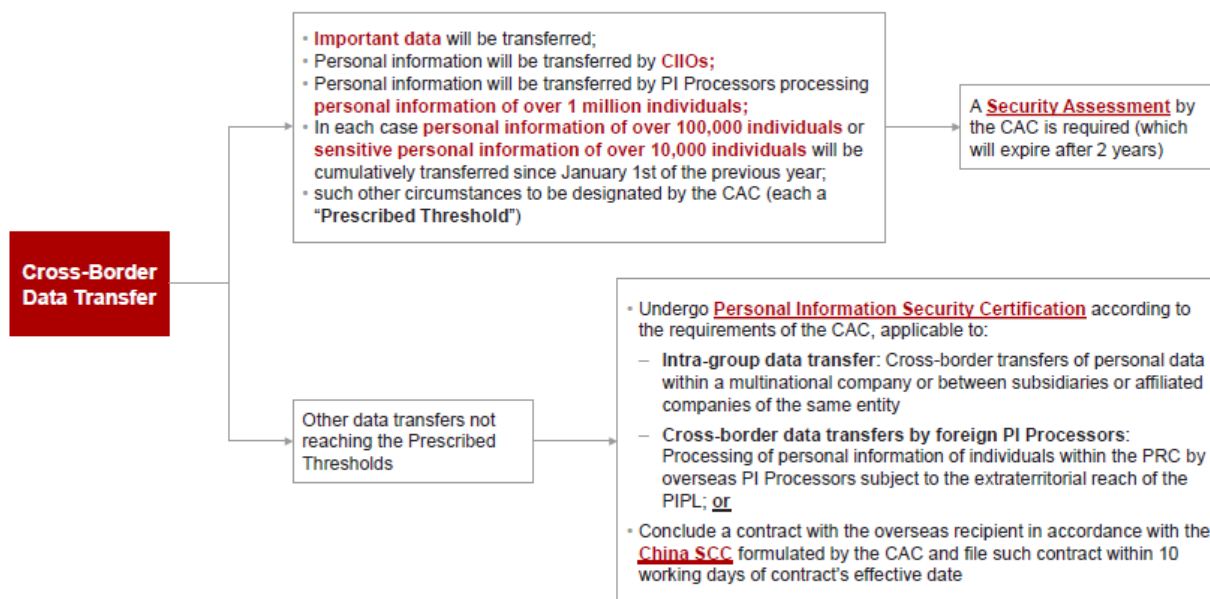 Cross-Border
Data Transfer
• Important data will be transferred;
• Personal information will be transferred by CIIOs;
• Personal information will be transferred by PI Processors processing
personal information of over 1 million individuals;
• In each case personal information of over 100,000 individuals or
sensitive personal information of over 10,000 individuals will be
cumulatively transferred since January 1st of the previous year;
• such other circumstances to be designated by the CAC (each a
“Prescribed Threshold”)
A Security Assessment by
the CAC is required (which
will expire after 2 years)
Other data transfers not
reaching the Prescribed
Thresholds
• Undergo Personal Information Security Certification according to
the requirements of the CAC, applicable to:
– Intra-group data transfer: Cross-border transfers of personal data
within a multinational company or between subsidiaries or affiliated
companies of the same entity
– Cross-border data transfers by foreign PI Processors:
Processing of personal information of individuals within the PRC by
overseas PI Processors subject to the extraterritorial reach of the
PIPL; or
• Conclude a contract with the overseas recipient in accordance with the
China SCC formulated by the CAC and file such contract within 10
working days of contract's effective date